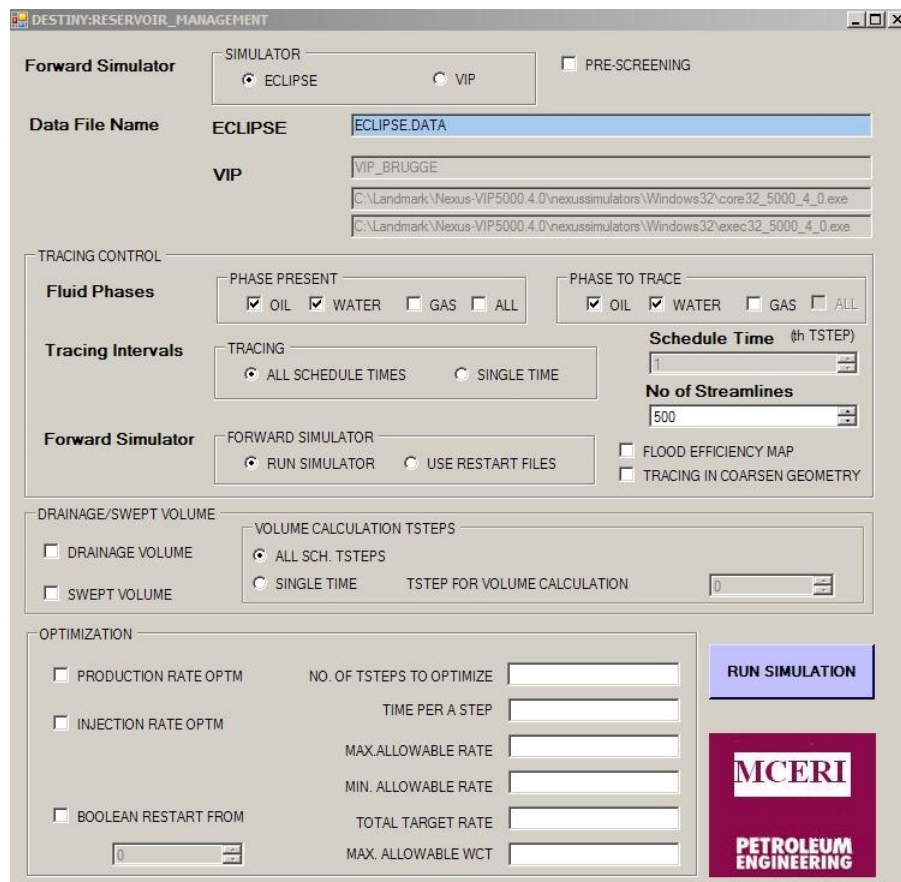 DESTINY:RESERVOIR_MANAGEMENT
Forward Simulator
SIMULATOR
ECLIPSE
VIP
PRE-SCREENING
Data File Name
ECLIPSE
ECLIPSE.DATA
VIP
VIP_BRUGGE
C:\Landmark\Nexus-VIP5000.4.0\nexussimulators\Windows32\core32_5000_4_0.exe
C:\Landmark\Nexus-VIP5000.4.0\nexussimulators\Windows32\exec32_5000_4_0.exe
TRACING CONTROL
Fluid Phases
PHASE PRESENT
OIL WATER GAS ALL
PHASE TO TRACE
OIL WATER GAS ALL
Tracing Intervals
TRACING
ALL SCHEDULE TIMES
SINGLE TIME
Schedule Time (th TSTEP)
1
No of Streamlines
500
Forward Simulator
FORWARD SIMULATOR
RUN SIMULATOR
USE RESTART FILES
FLOOD EFFICIENCY MAP
TRACING IN COARSEN GEOMETRY
DRAINAGE/SWEPT VOLUME
DRAINAGE VOLUME
SWEPT VOLUME
VOLUME CALCULATION TSTEPS
ALL SCH. TSTEPS
SINGLE TIME
TSTEP FOR VOLUME CALCULATION
0
OPTIMIZATION
PRODUCTION RATE OPTM
INJECTION RATE OPTM
BOOLEAN RESTART FROM
0
NO. OF TSTEPS TO OPTIMIZE
TIME PER A STEP
MAX.ALLOWABLE RATE
MIN. ALLOWABLE RATE
TOTAL TARGET RATE
MAX. ALLOWABLE WCT
RUN SIMULATION
MCERI
PETROLEUM
ENGINEERING